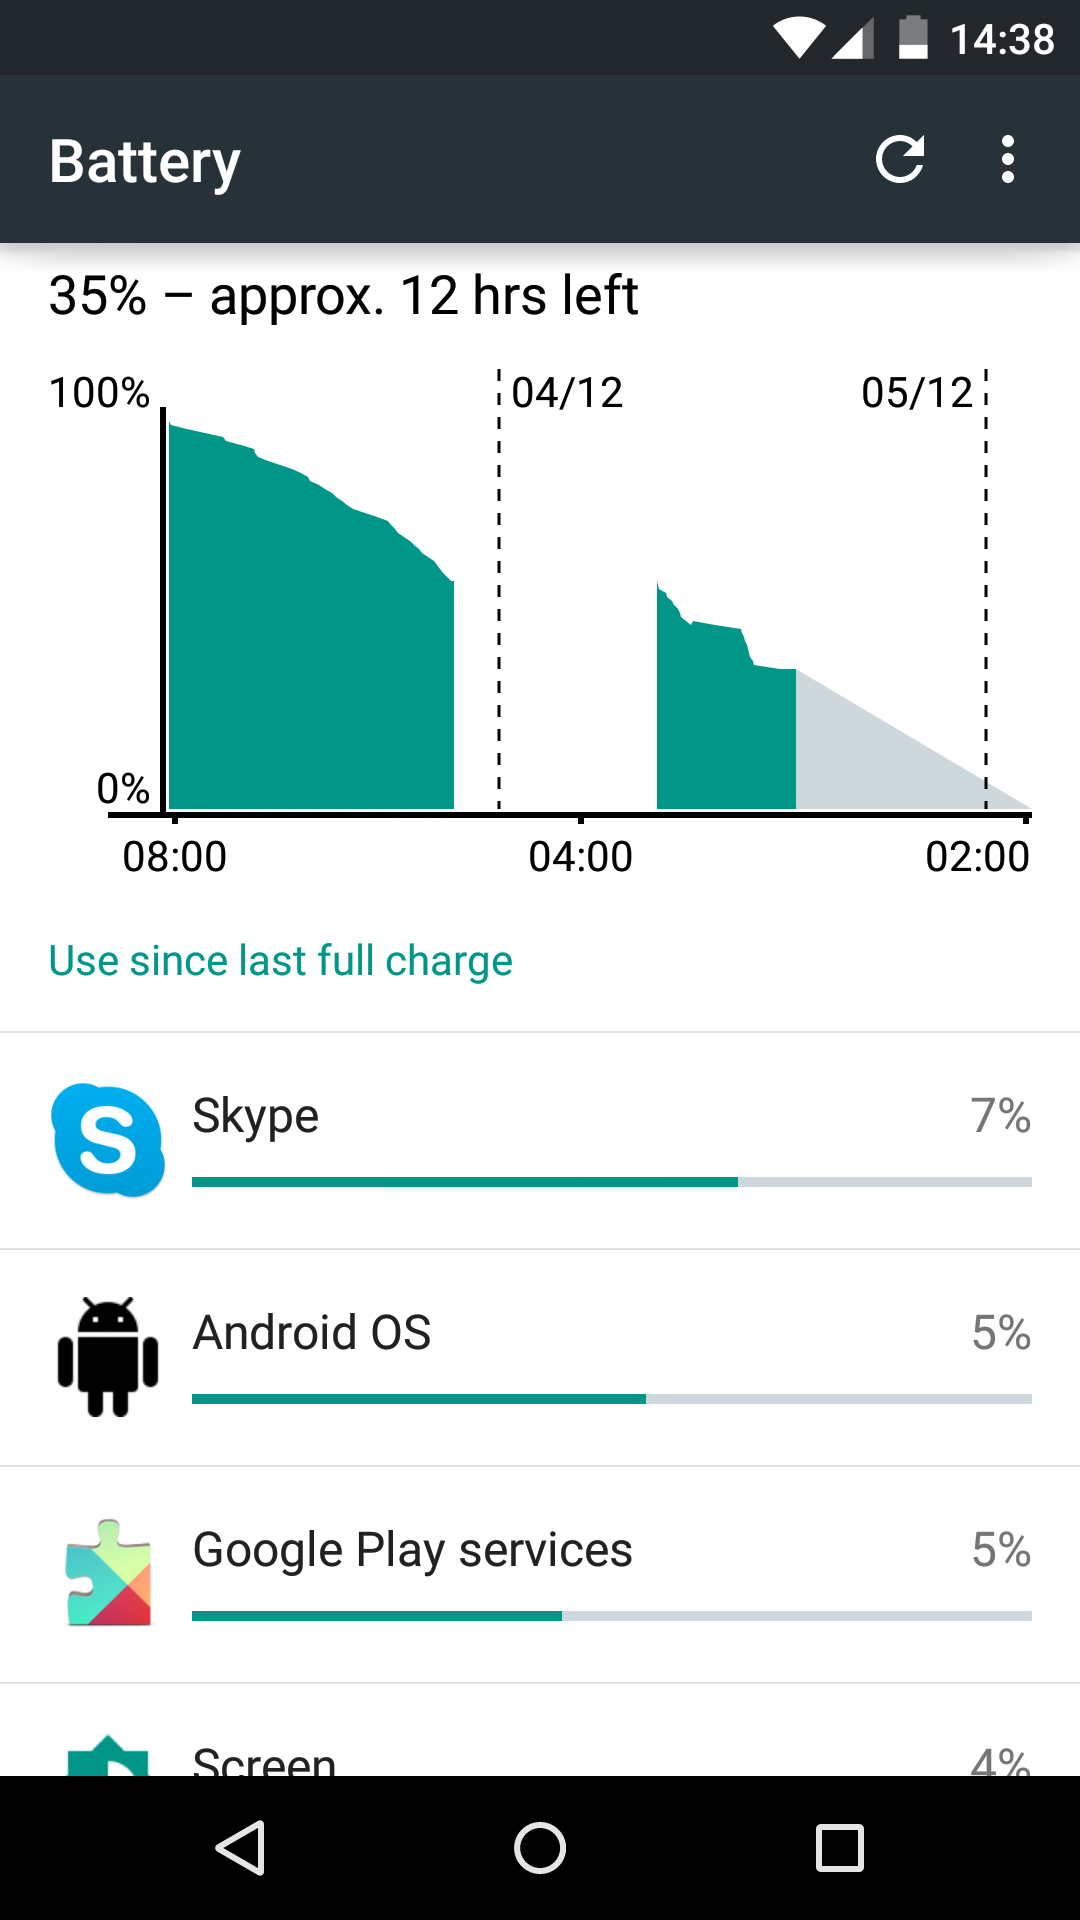 14:38
Battery
35% – approx. 12 hrs left
100%
04/12
05/12
0%
08:00
04:00
02:00
Use since last full charge
Skype
7%
Android OS
5%
Google Play services
5%
Screen
4%